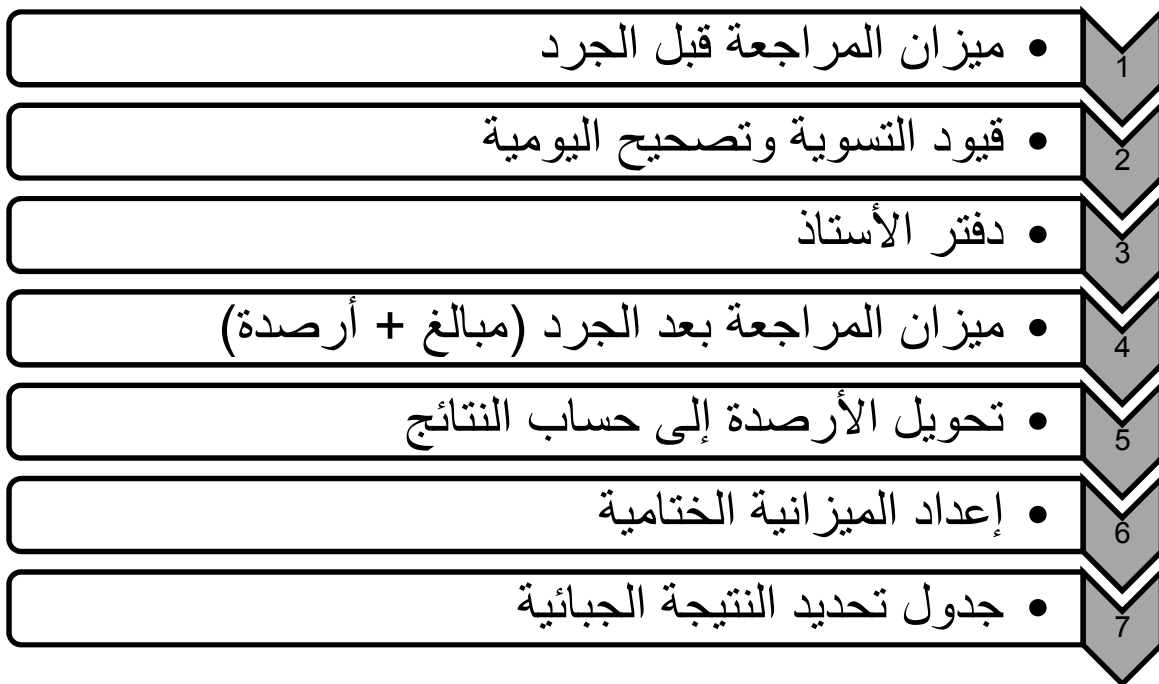 1 • ميزان المراجعة قبل الجرد
2 • قيود التسوية وتصحيح اليومية
3 • دفتر الأستاذ
4 • ميزان المراجعة بعد الجرد (مبالغ + أرصدة)
5 • تحويل الأرصدة إلى حساب النتائج
6 • إعداد الميزانية الختامية
7 • جدول تحديد النتيجة الجبائية